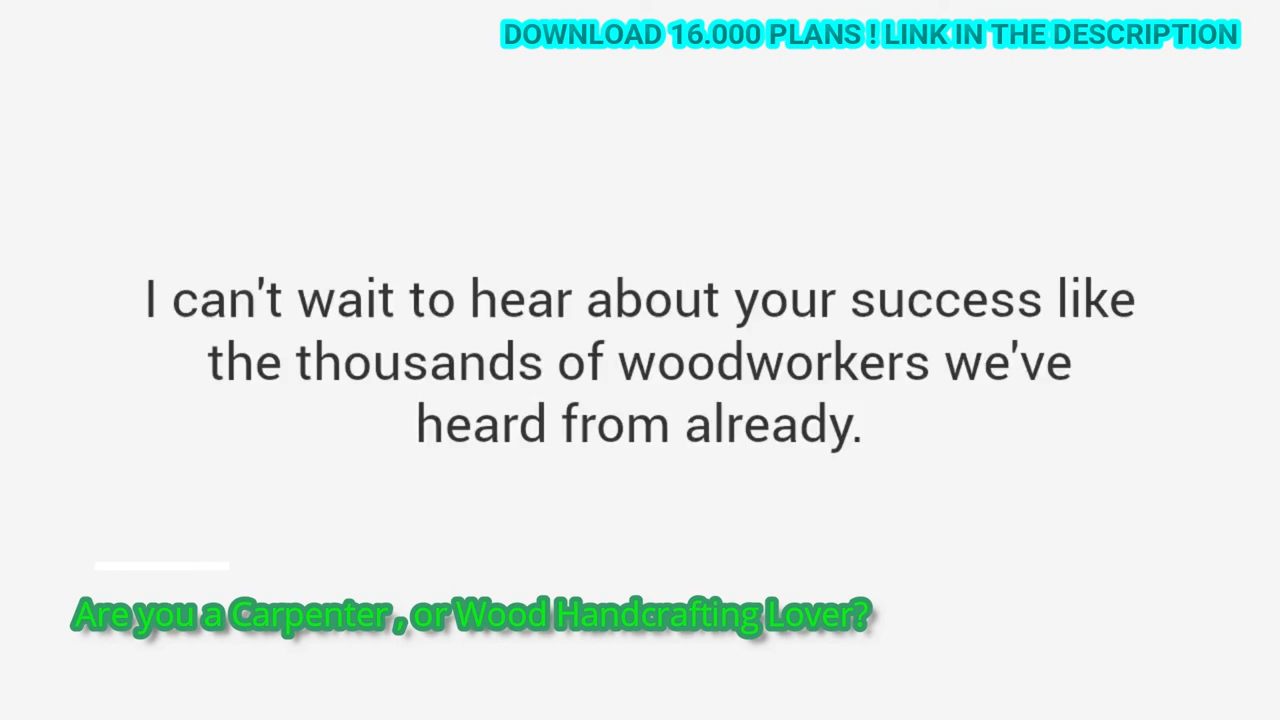 DOWNLOAD 16.000 PLANS ! LINK IN THE DESCRIPTION
I can't wait to hear about your success like
the thousands of woodworkers we've
heard from already.
Are you a Carpenter , or Wood Handcrafting Lover?